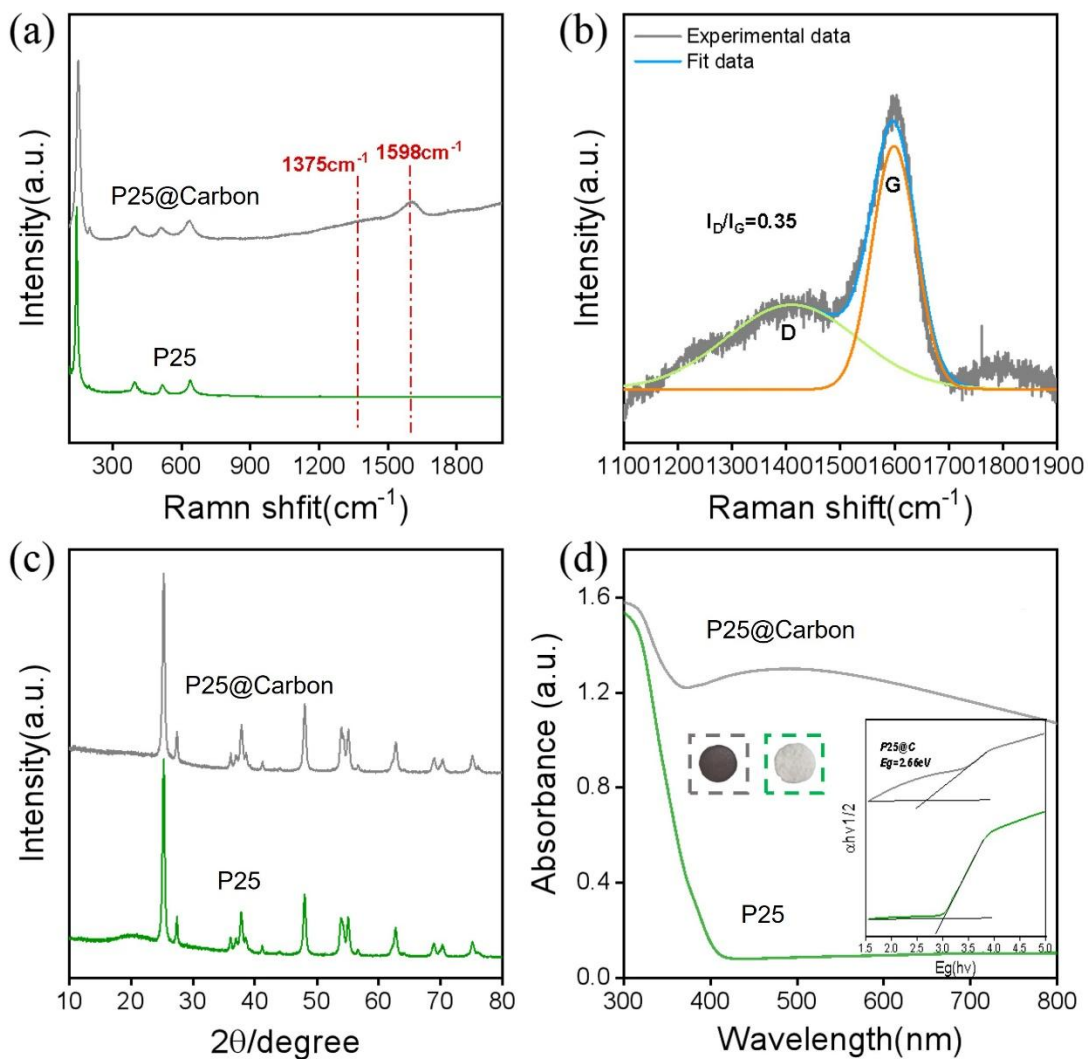 (a)
1375cm-1
1598cm-1
P25@Carbon
P25
Intensity(a.u.)
300 600 900 1200 1500 1800
Ramn shfit(cm-1)
(b)
Experimental data
Fit data
G
ID/IG=0.35
D
Intensity(a.u.)
1100 1200 1300 1400 1500 1600 1700 1800 1900
Raman shift(cm-1)
(c)
P25@Carbon
P25
Intensity(a.u.)
10 20 30 40 50 60 70 80
2θ/degree
(d)
1.6
1.2
0.8
0.4
0.0
P25@Carbon
P25
Absorbance (a.u.)
300 400 500 600 700 800
Wavelength(nm)
P25@C
Eg=2.66eV
αhν1/2
1.5 2.0 2.5 3.0 3.5 4.0 4.5 5.0
Eg(hν)